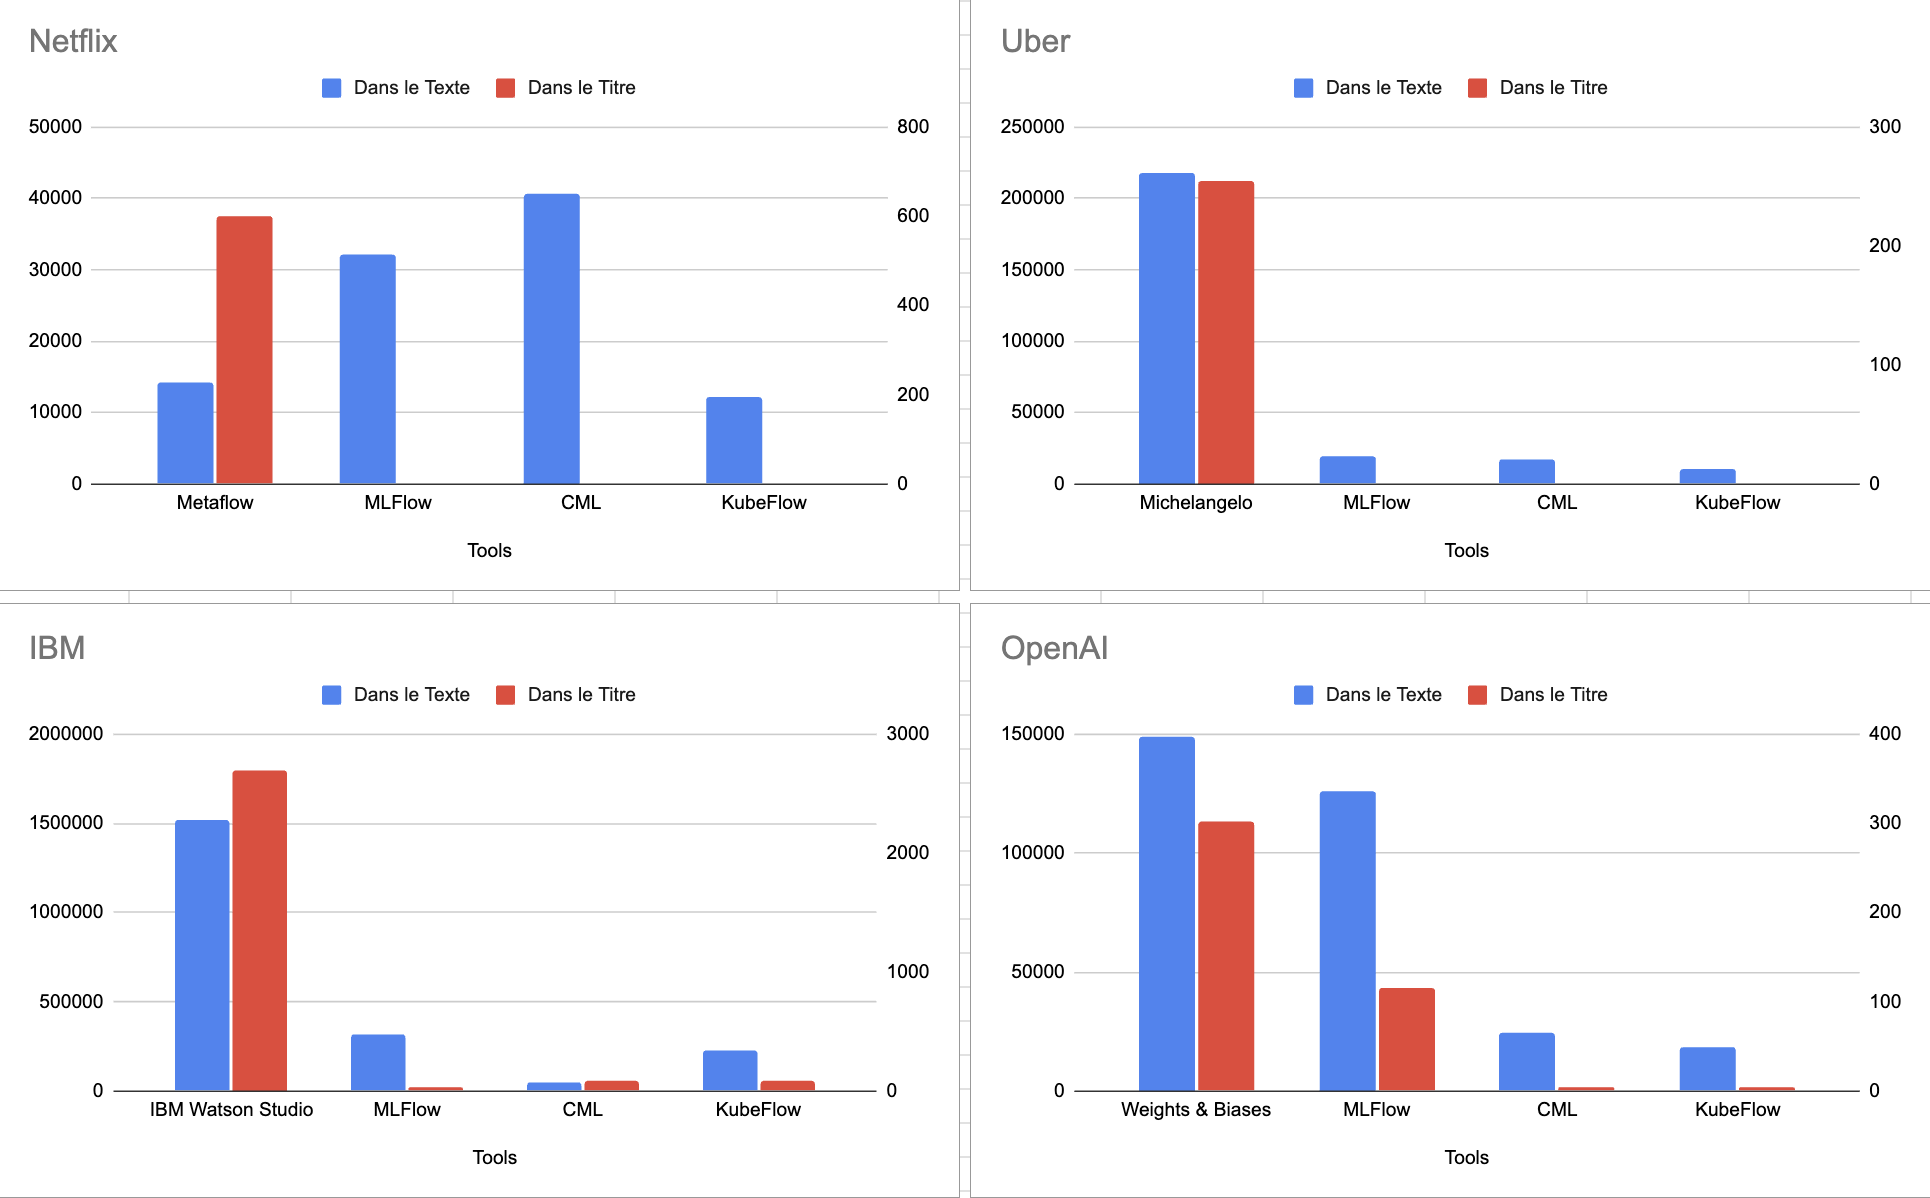 Netflix
Dans le Texte Dans le Titre
50000 800
40000
600
30000
400
20000
200
10000
0 0
Metaflow MLFlow CML KubeFlow
Tools
Uber
Dans le Texte Dans le Titre
250000 300
200000
200
150000
100000
100
50000
0 0
Michelangelo MLFlow CML KubeFlow
Tools
IBM
Dans le Texte Dans le Titre
2000000 3000
1500000
2000
1000000
1000
500000
0 0
IBM Watson Studio MLFlow CML KubeFlow
Tools
OpenAI
Dans le Texte Dans le Titre
150000 400
300
100000
200
50000
100
0 0
Weights & Biases MLFlow CML KubeFlow
Tools